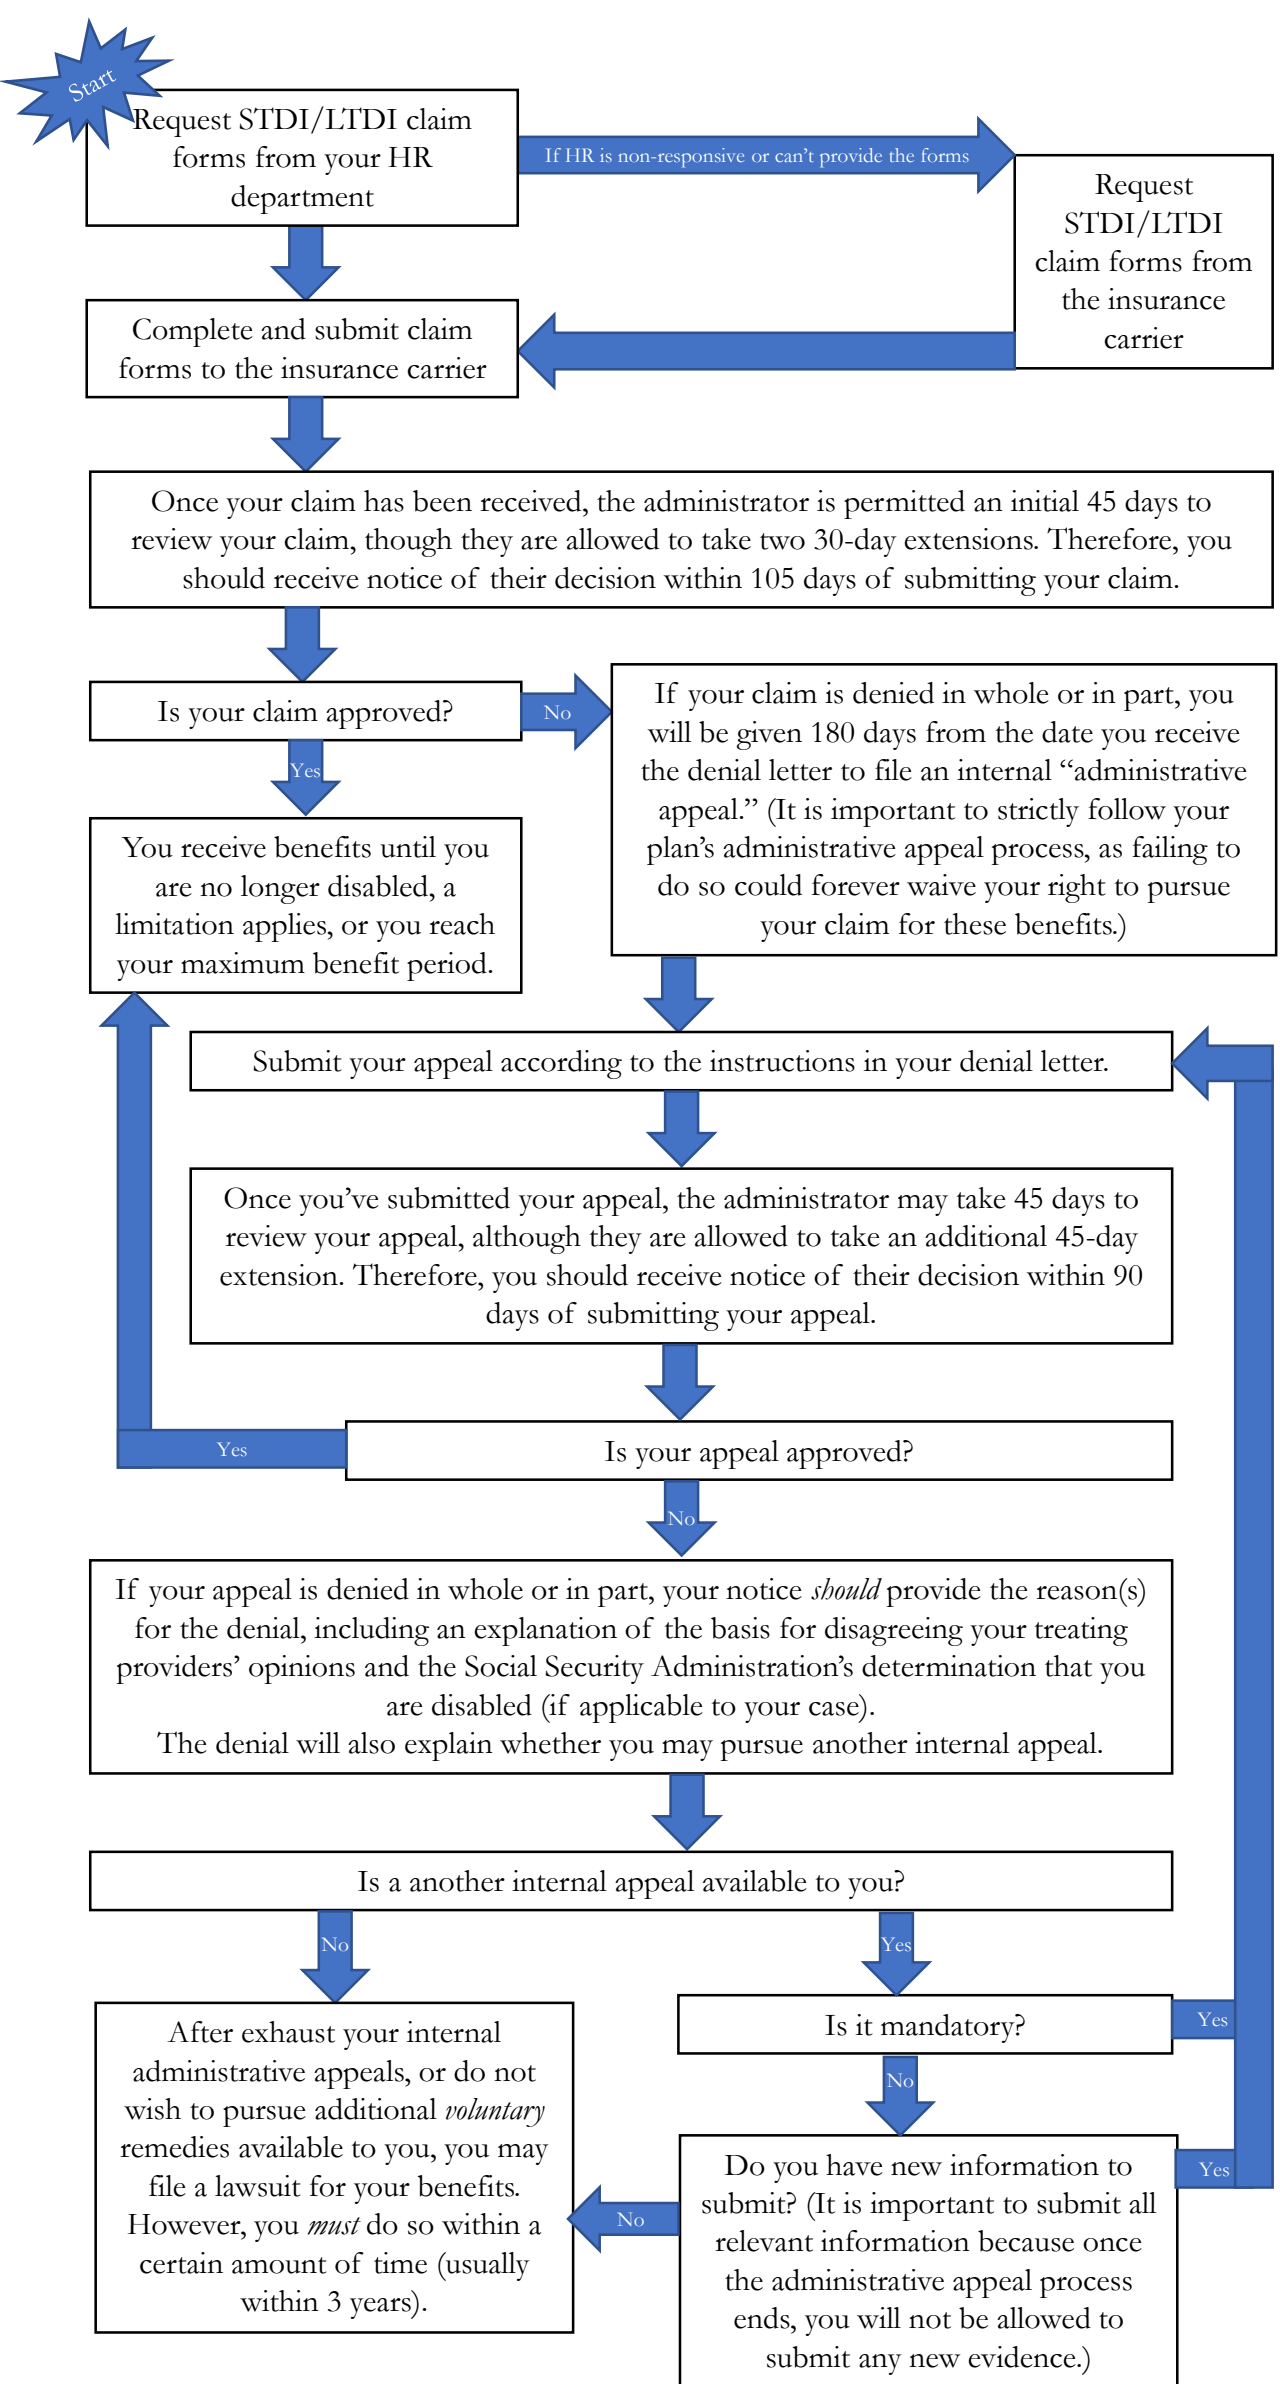 Start
Request STDI/LTDI claim
forms from your HR
department
If HR is non-responsive or can't provide the forms
Request
STDI/LTDI
claim forms from
the insurance
carrier
Complete and submit claim
forms to the insurance carrier
Once your claim has been received, the administrator is permitted an initial 45 days to
review your claim, though they are allowed to take two 30-day extensions. Therefore, you
should receive notice of their decision within 105 days of submitting your claim.
Is your claim approved?
No
If your claim is denied in whole or in part, you
will be given 180 days from the date you receive
the denial letter to file an internal “administrative
appeal.” (It is important to strictly follow your
plan’s administrative appeal process, as failing to
do so could forever waive your right to pursue
your claim for these benefits.)
Yes
You receive benefits until you
are no longer disabled, a
limitation applies, or you reach
your maximum benefit period.
Submit your appeal according to the instructions in your denial letter.
Once you’ve submitted your appeal, the administrator may take 45 days to
review your appeal, although they are allowed to take an additional 45-day
extension. Therefore, you should receive notice of their decision within 90
days of submitting your appeal.
Yes
Is your appeal approved?
No
If your appeal is denied in whole or in part, your notice should provide the reason(s)
for the denial, including an explanation of the basis for disagreeing your treating
providers’ opinions and the Social Security Administration’s determination that you
are disabled (if applicable to your case).
The denial will also explain whether you may pursue another internal appeal.
Is a another internal appeal available to you?
No
Yes
After exhaust your internal
administrative appeals, or do not
wish to pursue additional voluntary
remedies available to you, you may
file a lawsuit for your benefits.
However, you must do so within a
certain amount of time (usually
within 3 years).
Is it mandatory?
Yes
No
Do you have new information to
submit? (It is important to submit all
relevant information because once
the administrative appeal process
ends, you will not be allowed to
submit any new evidence.)
Yes
No